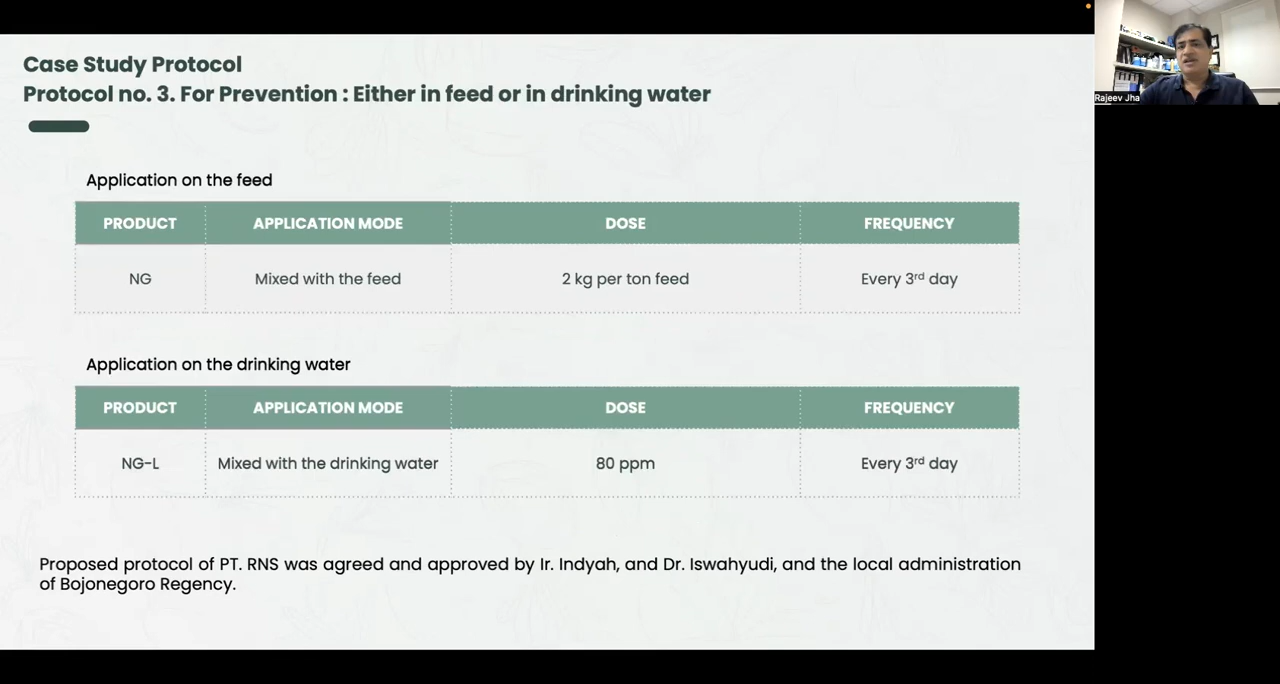 Case Study Protocol
Protocol no. 3. For Prevention : Either in feed or in drinking water
Rajeev Jha
Application on the feed
PRODUCT APPLICATION MODE DOSE FREQUENCY
NG Mixed with the feed 2 kg per ton feed Every 3rd day
Application on the drinking water
PRODUCT APPLICATION MODE DOSE FREQUENCY
NG-L Mixed with the drinking water 80 ppm Every 3rd day
Proposed protocol of PT. RNS was agreed and approved by Ir. Indyah, and Dr. Iswahyudi, and the local administration
of Bojonegoro Regency.